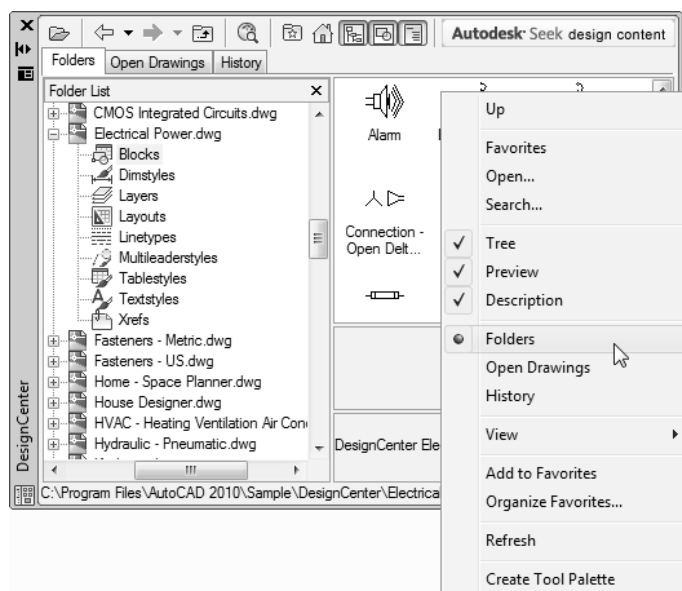 Autodesk® Seek design content
Folders
Open Drawings
History
Folder List
CMOS Integrated Circuits.dwg
Electrical Power.dwg
Blocks
Dimstyles
Layers
Layouts
Linetypes
Multileaderstyles
Tablestyles
Textstyles
Xrefs
Fasteners - Metric.dwg
Fasteners - US.dwg
Home - Space Planner.dwg
House Designer.dwg
HVAC - Heating Ventilation Air
Hydraulic - Pneumatic.dwg
Alarm
Connection -
Open Delt...
DesignCenter
C:\Program Files\AutoCAD 2010\Sample\DesignCenter\Electrica
DesignCenter
Up
Favorites
Open...
Search...
Tree
Preview
Description
Folders
Open Drawings
History
View
Add to Favorites
Organize Favorites...
Refresh
Create Tool Palette